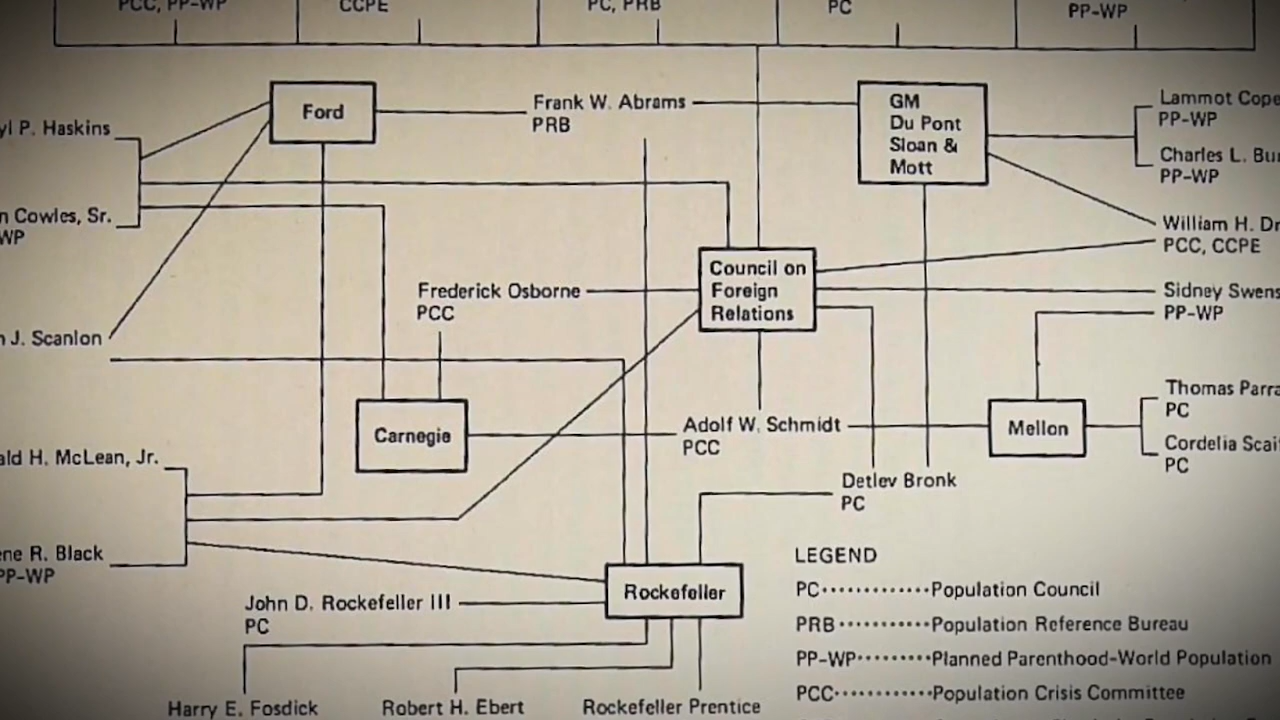 PCC, PP-WP
CCPE
PC, PRB
PC
PP-WP
Ford
Frank W. Abrams
PRB
GM
Du Pont
Sloan &
Mott
Lammot Cope
PP-WP
Charles L. Bu
PP-WP
yl P. Haskins
n Cowles, Sr.
WP
William H. Dr
PCC, CCPE
Council on
Foreign
Relations
Frederick Osborne
PCC
Sidney Swens
PP-WP
n J. Scanlon
Carnegie
Adolf W. Schmidt
PCC
Mellon
Thomas Parra
PC
Cordelia Scai
PC
ald H. McLean, Jr.
Detlev Bronk
PC
ene R. Black
PP-WP
Rockefeller
John D. Rockefeller III
PC
Harry E. Fosdick
Robert H. Ebert
Rockefeller Prentice
LEGEND
PC·············Population Council
PRB···········Population Reference Bureau
PP-WP·········Planned Parenthood-World Population
PCC············Population Crisis Committee